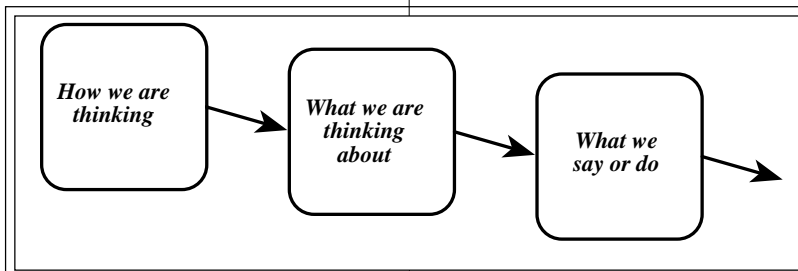 How we are
thinking
What we are
thinking
about
What we
say or do